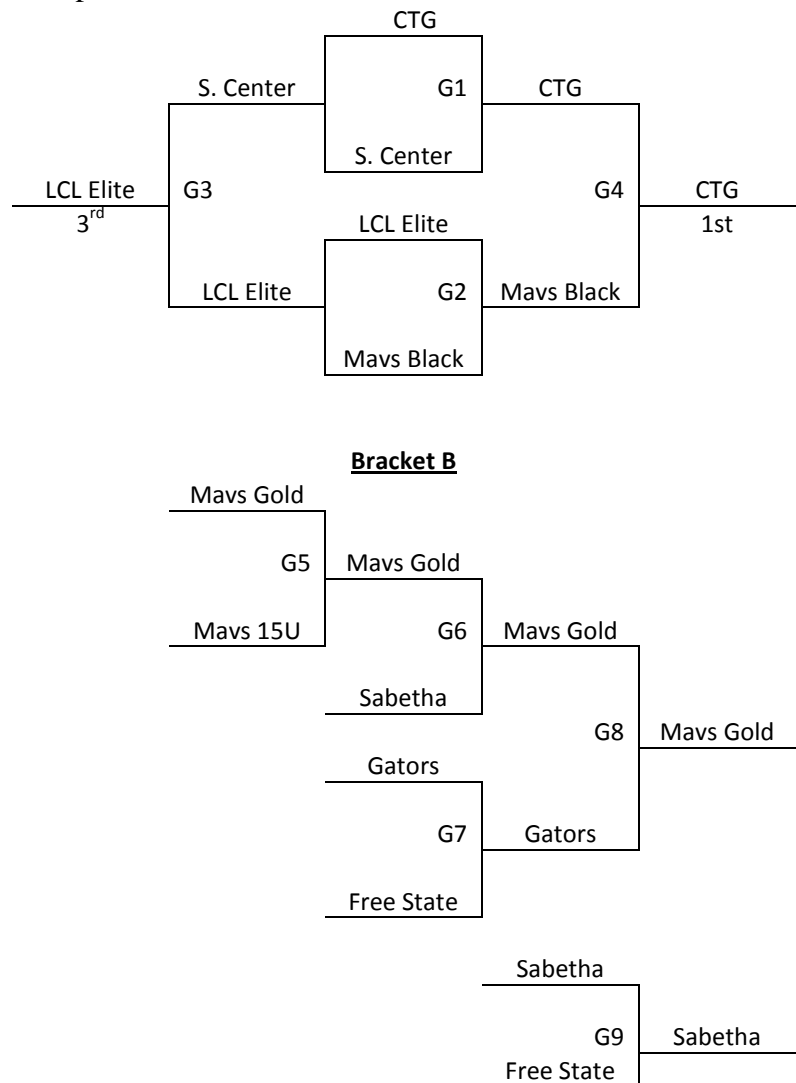 CTG
S. Center G1 CTG
S. Center
LCL Elite G3 G4 CTG
3rd LCL Elite 1st
LCL Elite G2 Mavs Black
Mavs Black
Bracket B
Mavs Gold
G5 Mavs Gold
Mavs 15U G6 Mavs Gold
Sabetha
G8 Mavs Gold
Gators
G7 Gators
Free State
Sabetha
G9 Sabetha
Free State